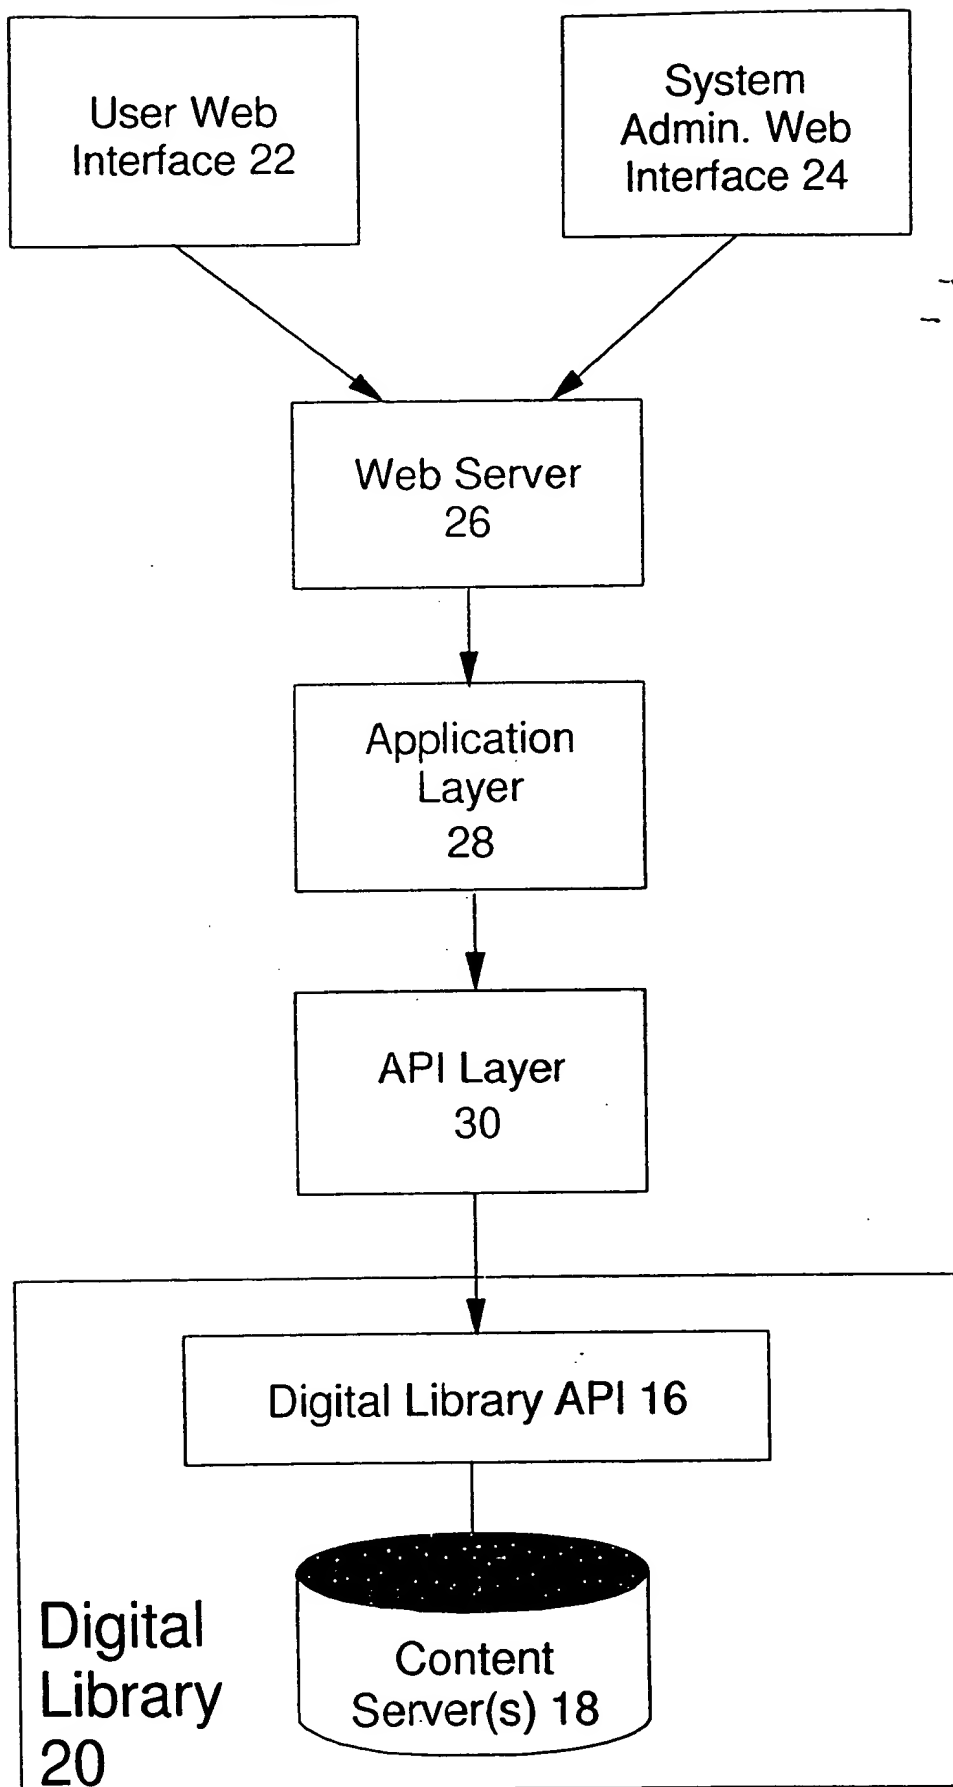 User Web
Interface 22
System
Admin. Web
Interface 24
Web Server
26
Application
Layer
28
API Layer
30
Digital Library API 16
Content
Server(s) 18
Digital
Library
20